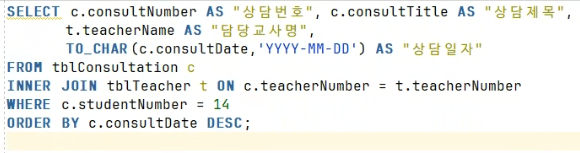 SELECT c.consultNumber AS "상담번호", c.consultTitle AS "상담제목",
t.teacherName AS "담당교사명",
TO_CHAR(c.consultDate,'YYYY-MM-DD') AS "상담일자"
FROM tblConsultation c
INNER JOIN tblTeacher t ON c.teacherNumber = t.teacherNumber
WHERE c.studentNumber = 14
ORDER BY c.consultDate DESC;